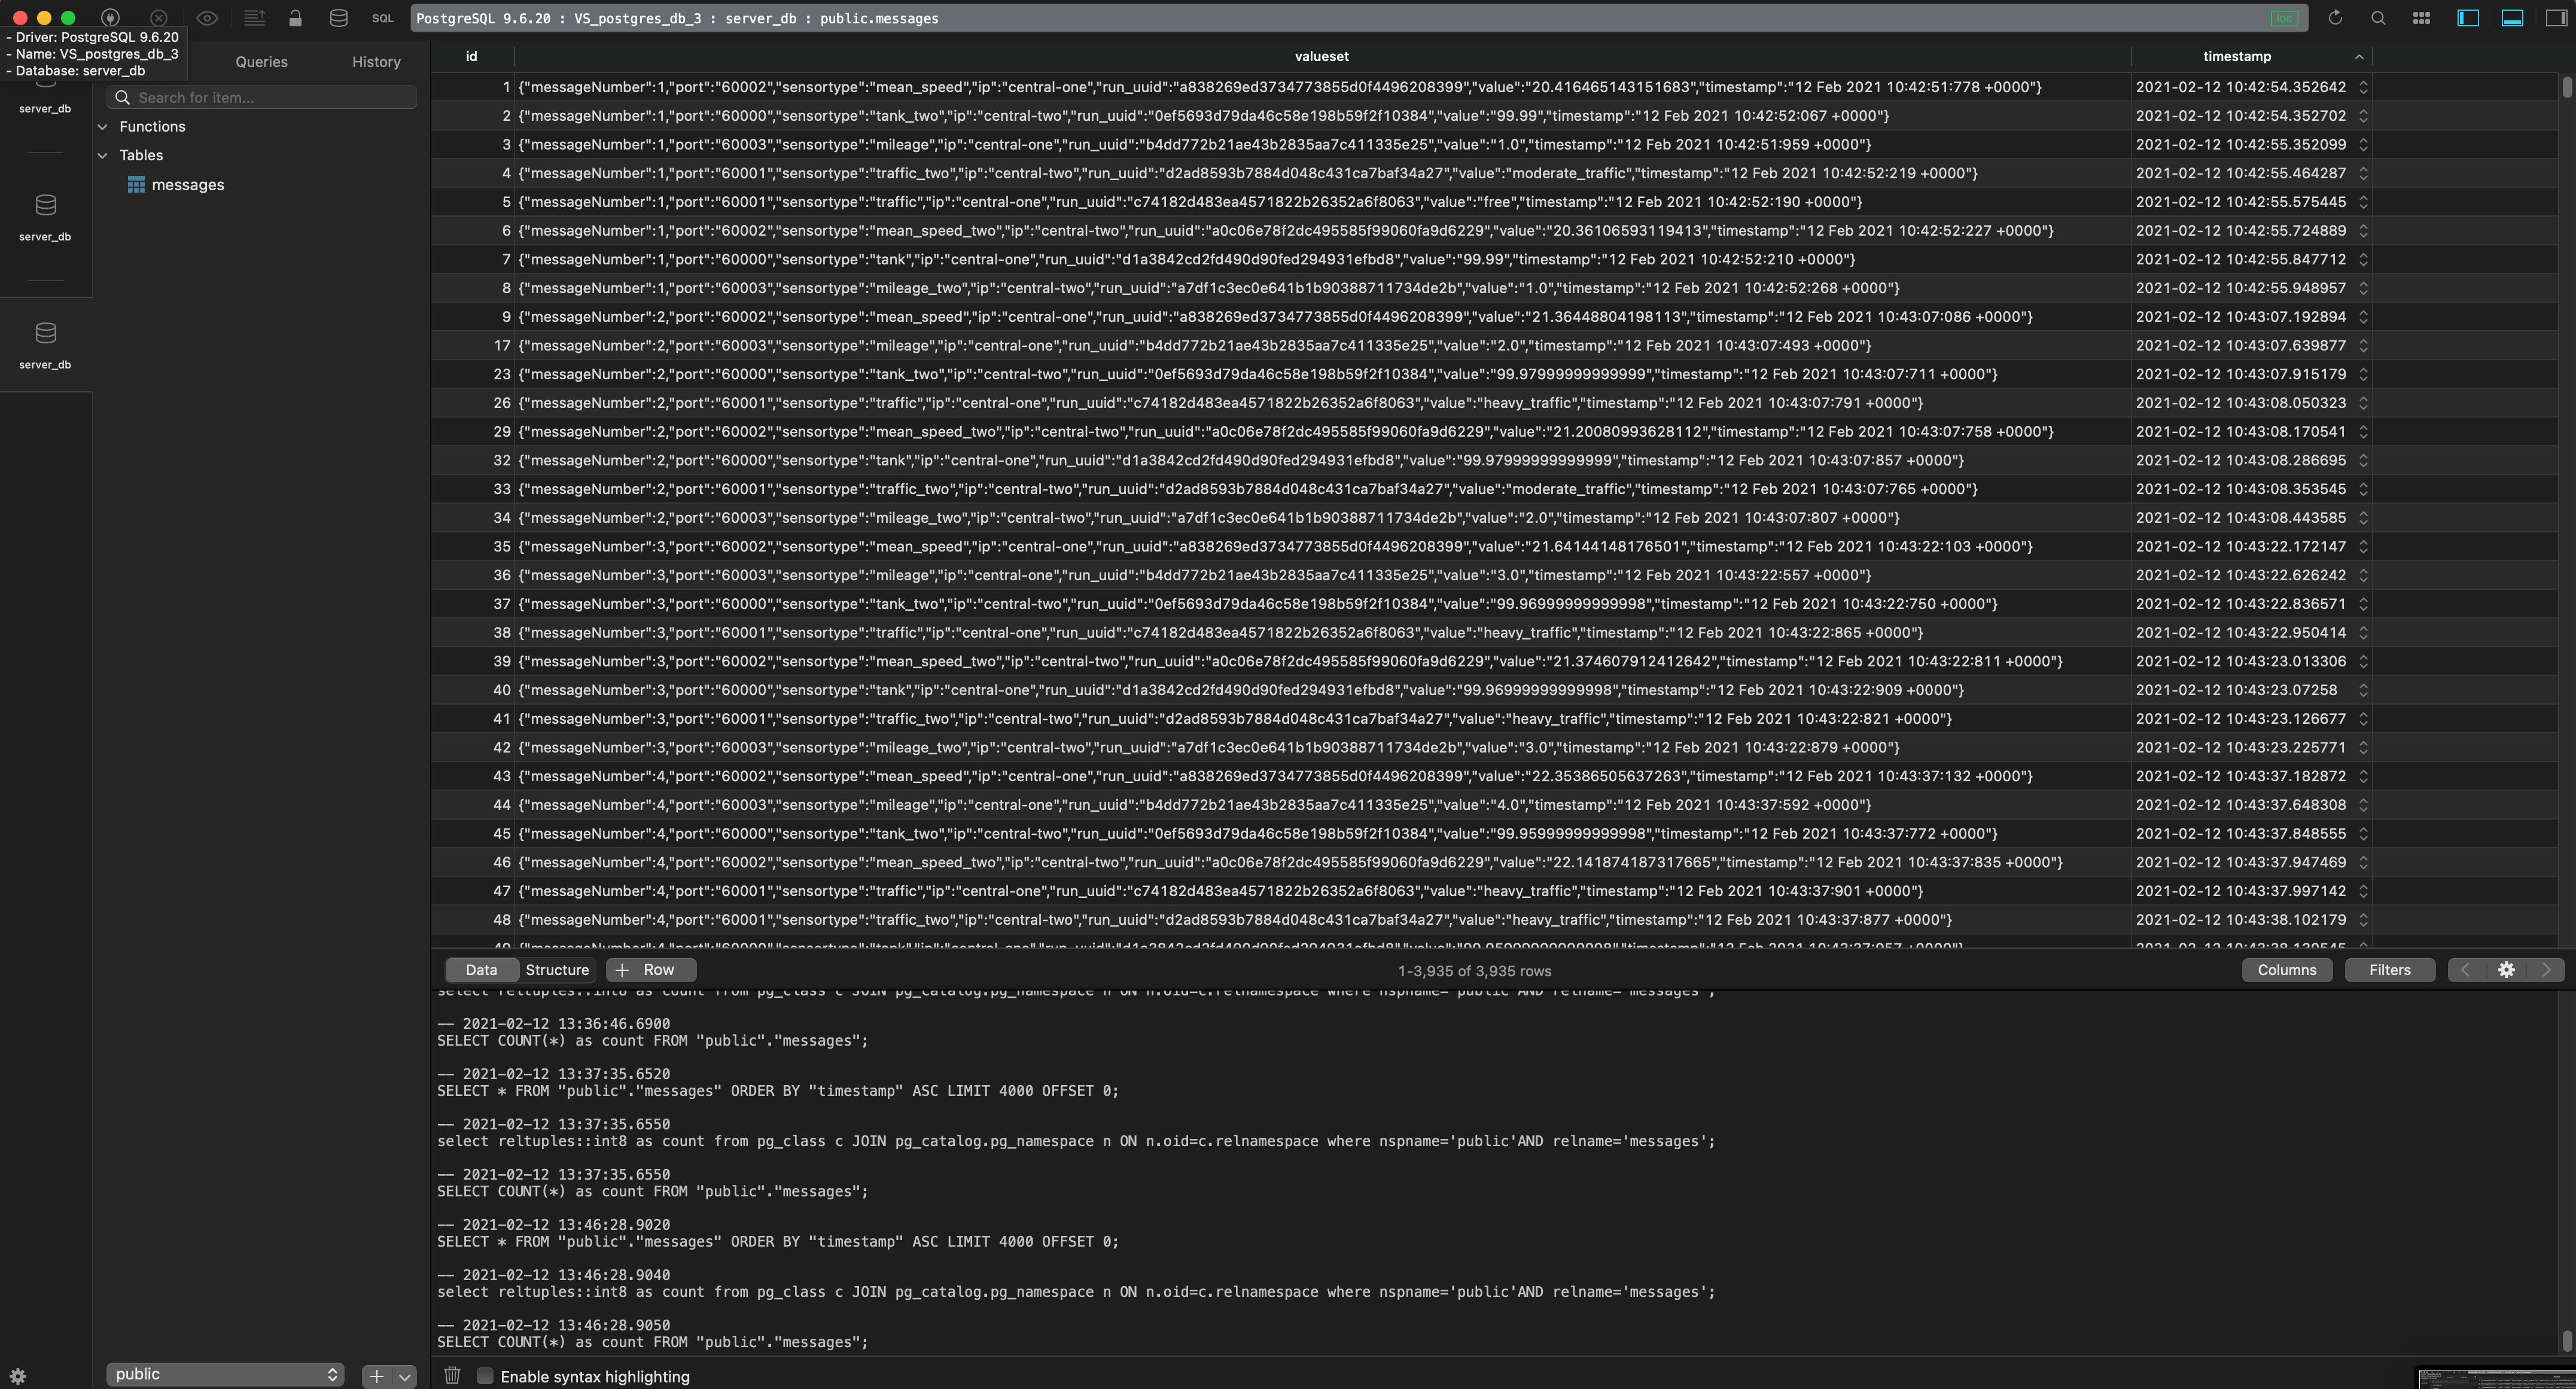 SQL
PostgreSQL 9.6.20 : VS_postgres_db_3 : server_db : public.messages
loc
- Driver: PostgreSQL 9.6.20
- Name: VS_postgres_db_3
- Database: server_db
Queries
History
Search for item...
Functions
Tables
messages
server_db
server_db
server_db
id valueset timestamp
1 {"messageNumber":1,"port":"60002","sensortype":"mean_speed","ip":"central-one","run_uuid":"a838269ed3734773855d0f4496208399","value":"20.416465143151683","timestamp":"12 Feb 2021 10:42:51:778 +0000"} 2021-02-12 10:42:54.352642
2 {"messageNumber":1,"port":"60000","sensortype":"tank_two","ip":"central-two","run_uuid":"0ef5693d79da46c58e198b59f2f10384","value":"99.99","timestamp":"12 Feb 2021 10:42:52:067 +0000"} 2021-02-12 10:42:54.352702
3 {"messageNumber":1,"port":"60003","sensortype":"mileage","ip":"central-one","run_uuid":"b4dd772b21ae43b2835aa7c411335e25","value":"1.0","timestamp":"12 Feb 2021 10:42:51:959 +0000"} 2021-02-12 10:42:55.352099
4 {"messageNumber":1,"port":"60001","sensortype":"traffic_two","ip":"central-two","run_uuid":"d2ad8593b7884d048c431ca7baf34a27","value":"moderate_traffic","timestamp":"12 Feb 2021 10:42:52:219 +0000"} 2021-02-12 10:42:55.464287
5 {"messageNumber":1,"port":"60001","sensortype":"traffic","ip":"central-one","run_uuid":"c74182d483ea4571822b26352a6f8063","value":"free","timestamp":"12 Feb 2021 10:42:52:190 +0000"} 2021-02-12 10:42:55.575445
6 {"messageNumber":1,"port":"60002","sensortype":"mean_speed_two","ip":"central-two","run_uuid":"a0c06e78f2dc495585f99060fa9d6229","value":"20.36106593119413","timestamp":"12 Feb 2021 10:42:52:227 +0000"} 2021-02-12 10:42:55.724889
7 {"messageNumber":1,"port":"60000","sensortype":"tank","ip":"central-one","run_uuid":"d1a3842cd2fd490d90fed294931efbd8","value":"99.99","timestamp":"12 Feb 2021 10:42:52:210 +0000"} 2021-02-12 10:42:55.847712
8 {"messageNumber":1,"port":"60003","sensortype":"mileage_two","ip":"central-two","run_uuid":"a7df1c3ec0e641b1b90388711734de2b","value":"1.0","timestamp":"12 Feb 2021 10:42:52:268 +0000"} 2021-02-12 10:42:55.948957
9 {"messageNumber":2,"port":"60002","sensortype":"mean_speed","ip":"central-one","run_uuid":"a838269ed3734773855d0f4496208399","value":"21.36448804198113","timestamp":"12 Feb 2021 10:43:07:086 +0000"} 2021-02-12 10:43:07.192894
17 {"messageNumber":2,"port":"60003","sensortype":"mileage","ip":"central-one","run_uuid":"b4dd772b21ae43b2835aa7c411335e25","value":"2.0","timestamp":"12 Feb 2021 10:43:07:493 +0000"} 2021-02-12 10:43:07.639877
23 {"messageNumber":2,"port":"60000","sensortype":"tank_two","ip":"central-two","run_uuid":"0ef5693d79da46c58e198b59f2f10384","value":"99.97999999999999","timestamp":"12 Feb 2021 10:43:07:711 +0000"} 2021-02-12 10:43:07.915179
26 {"messageNumber":2,"port":"60001","sensortype":"traffic","ip":"central-one","run_uuid":"c74182d483ea4571822b26352a6f8063","value":"heavy_traffic","timestamp":"12 Feb 2021 10:43:07:791 +0000"} 2021-02-12 10:43:08.050323
29 {"messageNumber":2,"port":"60002","sensortype":"mean_speed_two","ip":"central-two","run_uuid":"a0c06e78f2dc495585f99060fa9d6229","value":"21.20080993628112","timestamp":"12 Feb 2021 10:43:07:758 +0000"} 2021-02-12 10:43:08.170541
32 {"messageNumber":2,"port":"60000","sensortype":"tank","ip":"central-one","run_uuid":"d1a3842cd2fd490d90fed294931efbd8","value":"99.97999999999999","timestamp":"12 Feb 2021 10:43:07:857 +0000"} 2021-02-12 10:43:08.286695
33 {"messageNumber":2,"port":"60001","sensortype":"traffic_two","ip":"central-two","run_uuid":"d2ad8593b7884d048c431ca7baf34a27","value":"moderate_traffic","timestamp":"12 Feb 2021 10:43:07:765 +0000"} 2021-02-12 10:43:08.353545
34 {"messageNumber":2,"port":"60003","sensortype":"mileage_two","ip":"central-two","run_uuid":"a7df1c3ec0e641b1b90388711734de2b","value":"2.0","timestamp":"12 Feb 2021 10:43:07:807 +0000"} 2021-02-12 10:43:08.443585
35 {"messageNumber":3,"port":"60002","sensortype":"mean_speed","ip":"central-one","run_uuid":"a838269ed3734773855d0f4496208399","value":"21.64144148176501","timestamp":"12 Feb 2021 10:43:22:103 +0000"} 2021-02-12 10:43:22.172147
36 {"messageNumber":3,"port":"60003","sensortype":"mileage","ip":"central-one","run_uuid":"b4dd772b21ae43b2835aa7c411335e25","value":"3.0","timestamp":"12 Feb 2021 10:43:22:557 +0000"} 2021-02-12 10:43:22.626242
37 {"messageNumber":3,"port":"60000","sensortype":"tank_two","ip":"central-two","run_uuid":"0ef5693d79da46c58e198b59f2f10384","value":"99.96999999999998","timestamp":"12 Feb 2021 10:43:22:750 +0000"} 2021-02-12 10:43:22.836571
38 {"messageNumber":3,"port":"60001","sensortype":"traffic","ip":"central-one","run_uuid":"c74182d483ea4571822b26352a6f8063","value":"heavy_traffic","timestamp":"12 Feb 2021 10:43:22:865 +0000"} 2021-02-12 10:43:22.950414
39 {"messageNumber":3,"port":"60002","sensortype":"mean_speed_two","ip":"central-two","run_uuid":"a0c06e78f2dc495585f99060fa9d6229","value":"21.374607912412642","timestamp":"12 Feb 2021 10:43:22:811 +0000"} 2021-02-12 10:43:23.013306
40 {"messageNumber":3,"port":"60000","sensortype":"tank","ip":"central-one","run_uuid":"d1a3842cd2fd490d90fed294931efbd8","value":"99.96999999999998","timestamp":"12 Feb 2021 10:43:22:909 +0000"} 2021-02-12 10:43:23.07258
41 {"messageNumber":3,"port":"60001","sensortype":"traffic_two","ip":"central-two","run_uuid":"d2ad8593b7884d048c431ca7baf34a27","value":"heavy_traffic","timestamp":"12 Feb 2021 10:43:22:821 +0000"} 2021-02-12 10:43:23.126677
42 {"messageNumber":3,"port":"60003","sensortype":"mileage_two","ip":"central-two","run_uuid":"a7df1c3ec0e641b1b90388711734de2b","value":"3.0","timestamp":"12 Feb 2021 10:43:22:879 +0000"} 2021-02-12 10:43:23.225771
43 {"messageNumber":4,"port":"60002","sensortype":"mean_speed","ip":"central-one","run_uuid":"a838269ed3734773855d0f4496208399","value":"22.35386505637263","timestamp":"12 Feb 2021 10:43:37:132 +0000"} 2021-02-12 10:43:37.182872
44 {"messageNumber":4,"port":"60003","sensortype":"mileage","ip":"central-one","run_uuid":"b4dd772b21ae43b2835aa7c411335e25","value":"4.0","timestamp":"12 Feb 2021 10:43:37:592 +0000"} 2021-02-12 10:43:37.648308
45 {"messageNumber":4,"port":"60000","sensortype":"tank_two","ip":"central-two","run_uuid":"0ef5693d79da46c58e198b59f2f10384","value":"99.95999999999998","timestamp":"12 Feb 2021 10:43:37:772 +0000"} 2021-02-12 10:43:37.848555
46 {"messageNumber":4,"port":"60002","sensortype":"mean_speed_two","ip":"central-two","run_uuid":"a0c06e78f2dc495585f99060fa9d6229","value":"22.141874187317665","timestamp":"12 Feb 2021 10:43:37:835 +0000"} 2021-02-12 10:43:37.947469
47 {"messageNumber":4,"port":"60001","sensortype":"traffic","ip":"central-one","run_uuid":"c74182d483ea4571822b26352a6f8063","value":"heavy_traffic","timestamp":"12 Feb 2021 10:43:37:901 +0000"} 2021-02-12 10:43:37.997142
48 {"messageNumber":4,"port":"60001","sensortype":"traffic_two","ip":"central-two","run_uuid":"d2ad8593b7884d048c431ca7baf34a27","value":"heavy_traffic","timestamp":"12 Feb 2021 10:43:37:877 +0000"} 2021-02-12 10:43:38.102179
49 {"messageNumber":4,"port":"60000","sensortype":"tank","ip":"central-one","run_uuid":"d1a3842cd2fd490d90fed294931efbd8","value":"99.95999999999998","timestamp":"12 Feb 2021 10:43:37:957 +0000"} 2021-02-12 10:43:38.130545
Data Structure + Row 1-3,935 of 3,935 rows Columns Filters
select reltuples::int8 as count from pg_class c JOIN pg_catalog.pg_namespace n ON n.oid=c.relnamespace where nspname='public'AND relname='messages';
-- 2021-02-12 13:36:46.6900
SELECT COUNT(*) as count FROM "public"."messages";
-- 2021-02-12 13:37:35.6520
SELECT * FROM "public"."messages" ORDER BY "timestamp" ASC LIMIT 4000 OFFSET 0;
-- 2021-02-12 13:37:35.6550
select reltuples::int8 as count from pg_class c JOIN pg_catalog.pg_namespace n ON n.oid=c.relnamespace where nspname='public'AND relname='messages';
-- 2021-02-12 13:37:35.6550
SELECT COUNT(*) as count FROM "public"."messages";
-- 2021-02-12 13:46:28.9020
SELECT * FROM "public"."messages" ORDER BY "timestamp" ASC LIMIT 4000 OFFSET 0;
-- 2021-02-12 13:46:28.9040
select reltuples::int8 as count from pg_class c JOIN pg_catalog.pg_namespace n ON n.oid=c.relnamespace where nspname='public'AND relname='messages';
-- 2021-02-12 13:46:28.9050
SELECT COUNT(*) as count FROM "public"."messages";
public
Enable syntax highlighting